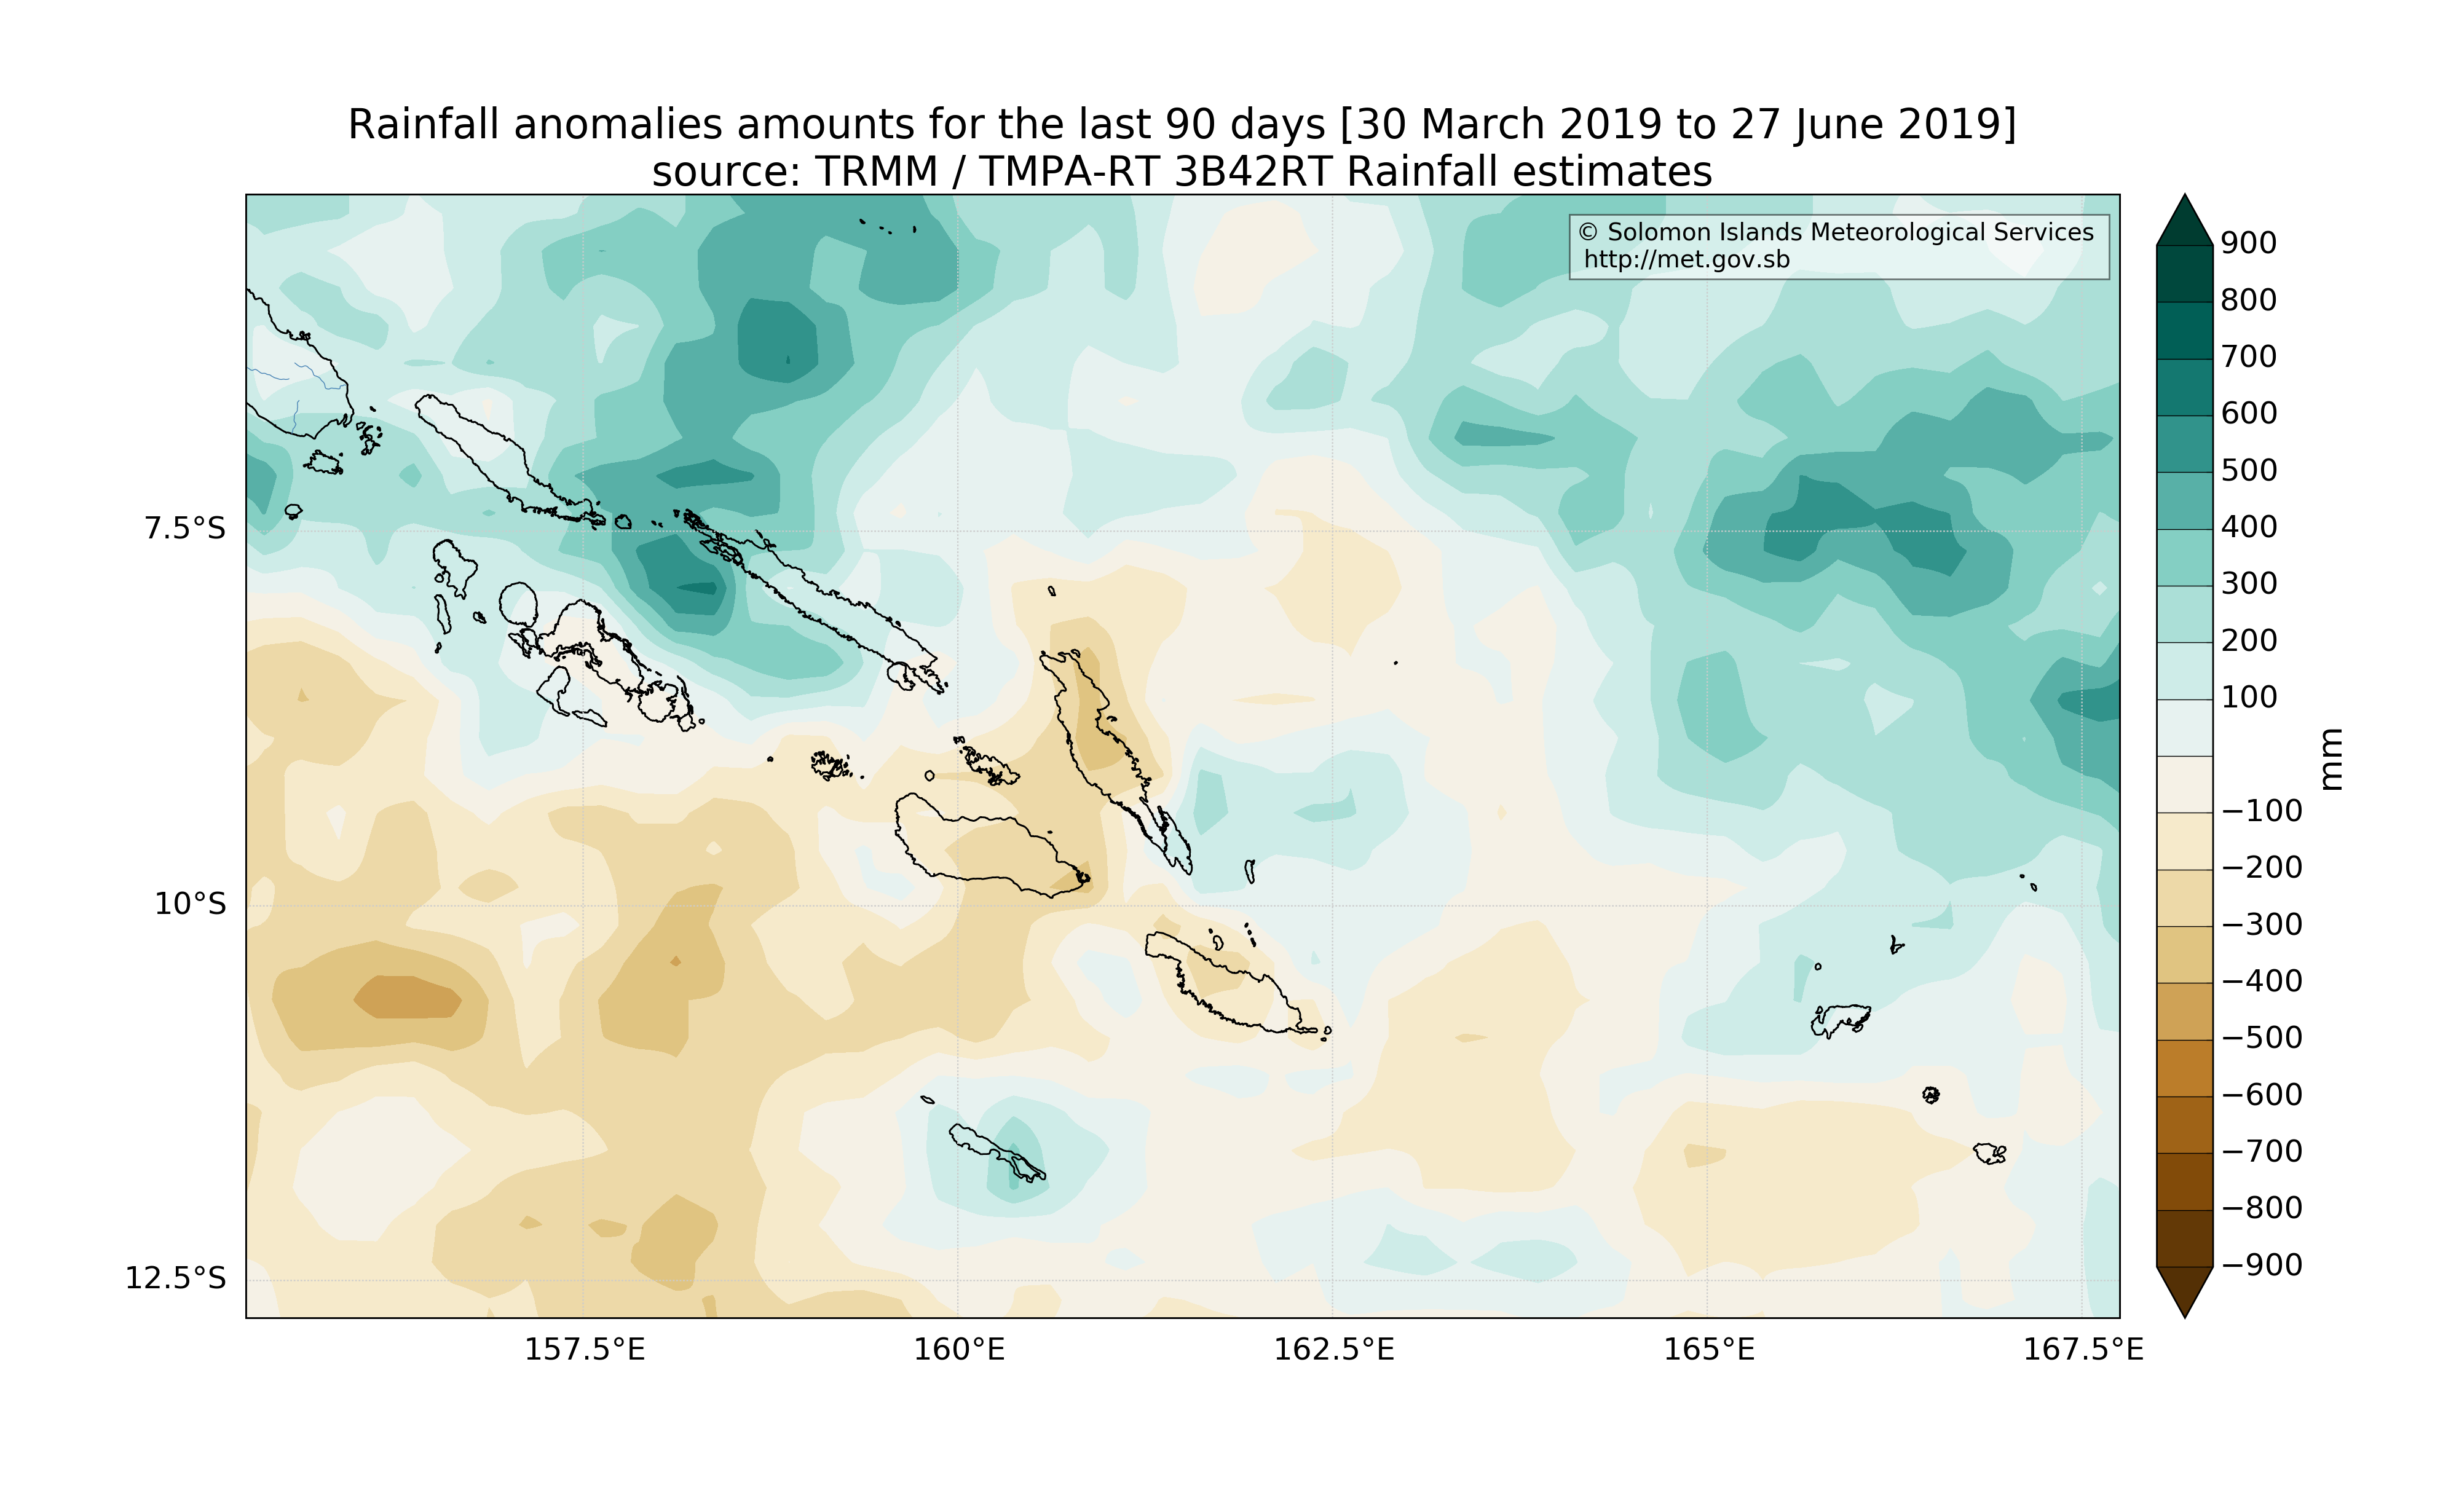 Rainfall anomalies amounts for the last 90 days [30 March 2019 to 27 June 2019]
source: TRMM / TMPA-RT 3B42RT Rainfall estimates
© Solomon Islands Meteorological Services
http://met.gov.sb
7.5°S
10°S
12.5°S
157.5°E
160°E
162.5°E
165°E
167.5°E
900
800
700
600
500
400
300
200
100
−100
−200
−300
−400
−500
−600
−700
−800
−900
mm